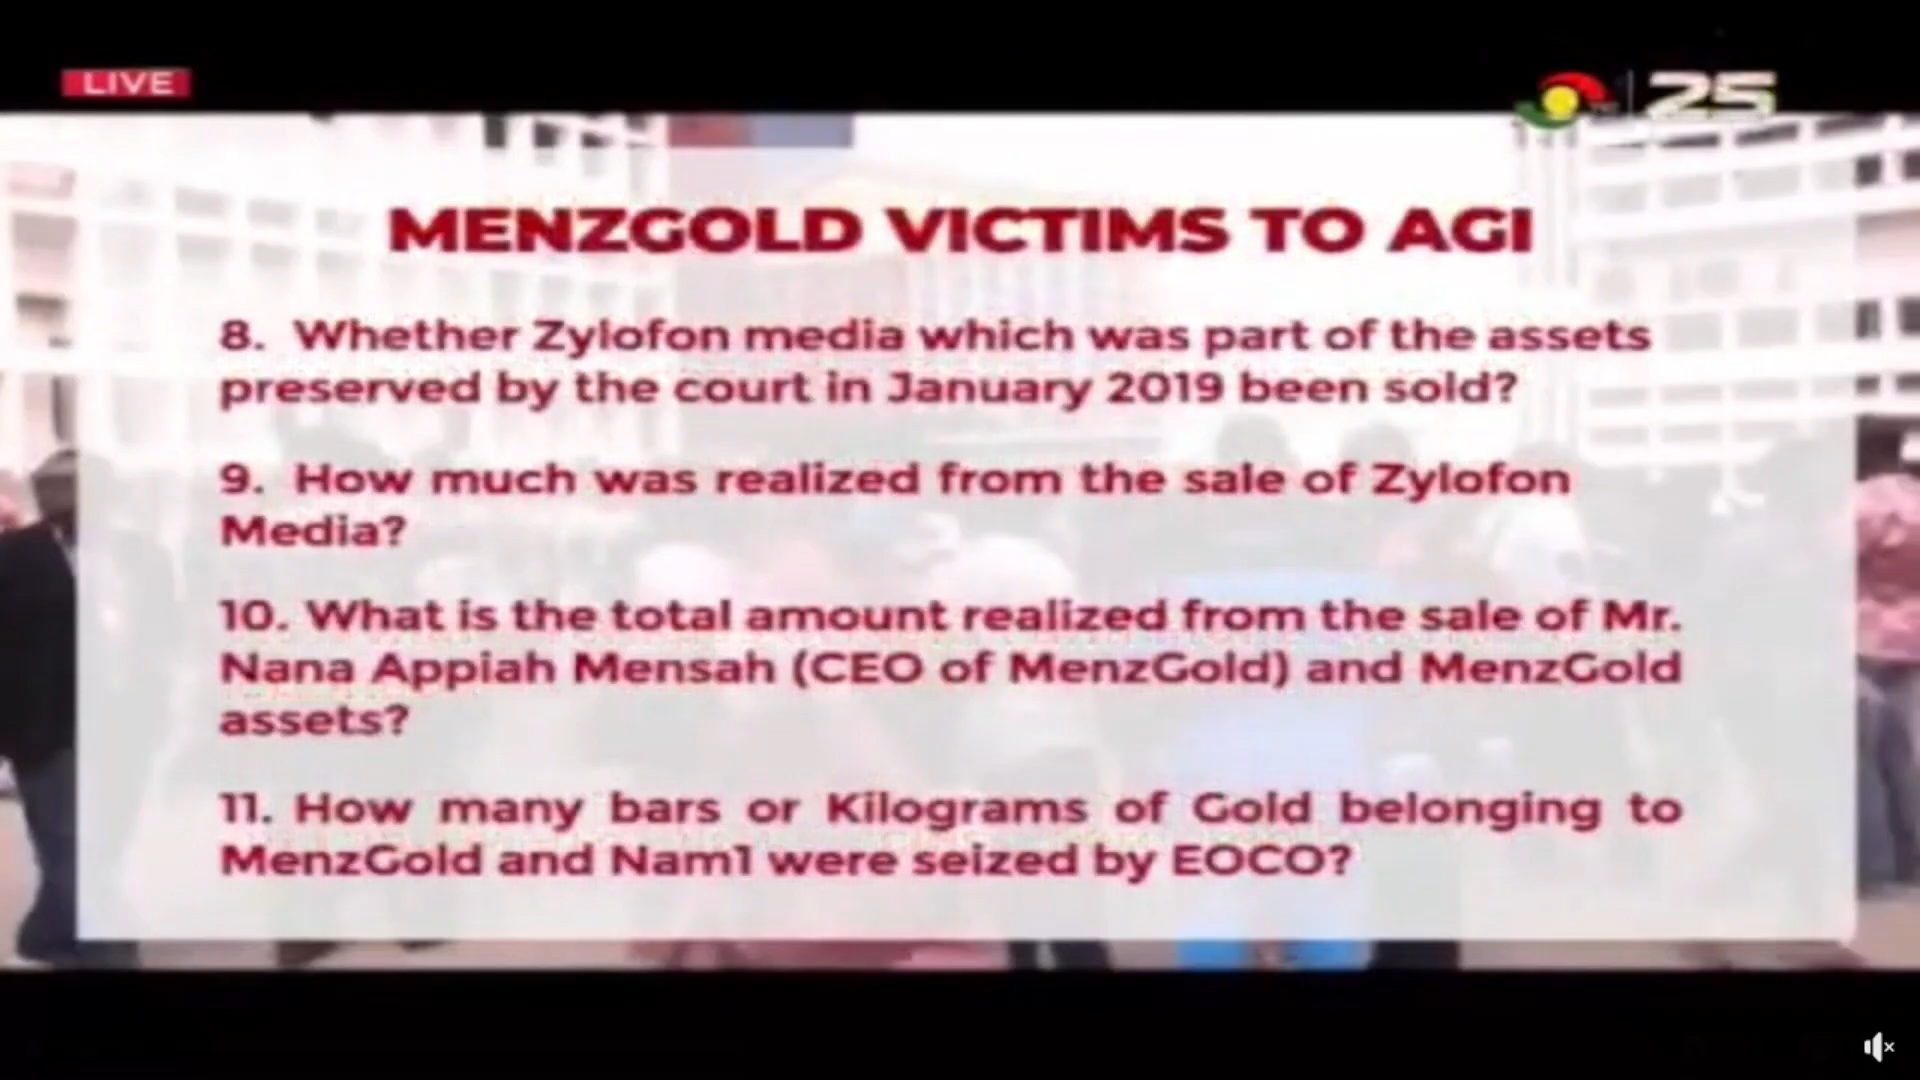 LIVE
25
MENZGOLD VICTIMS TO AGI
8. Whether Zylofon media which was part of the assets
preserved by the court in January 2019 been sold?
9. How much was realized from the sale of Zylofon
Media?
10. What is the total amount realized from the sale of Mr.
Nana Appiah Mensah (CEO of MenzGold) and MenzGold
assets?
11. How many bars or Kilograms of Gold belonging to
MenzGold and Nam1 were seized by EOCO?